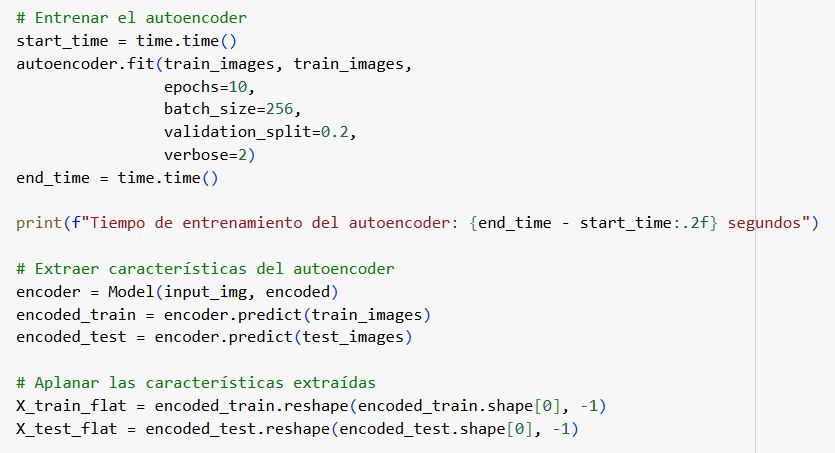 # Entrenar el autoencoder
start_time = time.time()
autoencoder.fit(train_images, train_images,
                epochs=10,
                batch_size=256,
                validation_split=0.2,
                verbose=2)
end_time = time.time()

print(f"Tiempo de entrenamiento del autoencoder: {end_time - start_time:.2f} segundos")

# Extraer características del autoencoder
encoder = Model(input_img, encoded)
encoded_train = encoder.predict(train_images)
encoded_test = encoder.predict(test_images)

# Aplanar las características extraídas
X_train_flat = encoded_train.reshape(encoded_train.shape[0], -1)
X_test_flat = encoded_test.reshape(encoded_test.shape[0], -1)